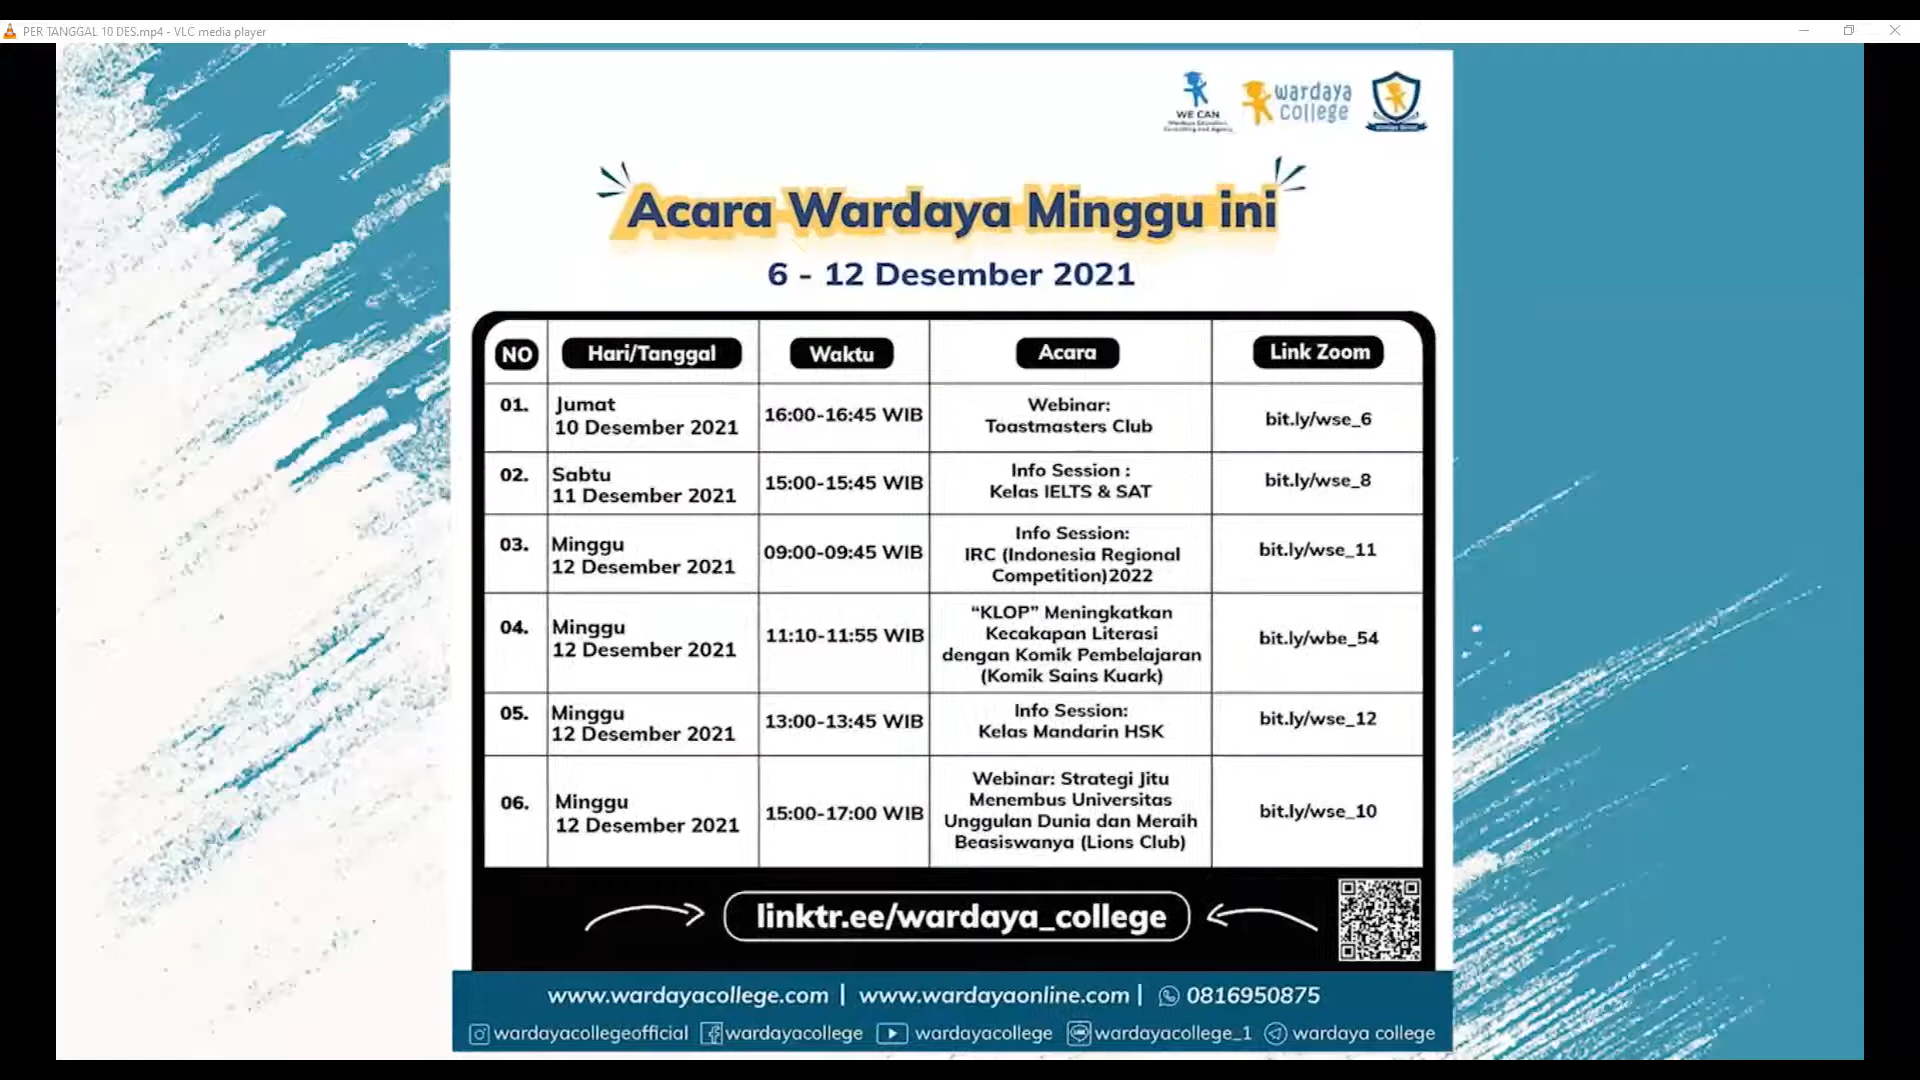 PER TANGGAL 10 DES.mp4 - VLC media player
WE CAN
wardaya
college
Acara Wardaya Minggu ini
6 - 12 Desember 2021
NO Hari/Tanggal Waktu Acara Link Zoom
01. Jumat
10 Desember 2021
16:00-16:45 WIB
Webinar:
Toastmasters Club
bit.ly/wse_6
02. Sabtu
11 Desember 2021
15:00-15:45 WIB
Info Session :
Kelas IELTS & SAT
bit.ly/wse_8
03. Minggu
12 Desember 2021
09:00-09:45 WIB
Info Session:
IRC (Indonesia Regional
Competition)2022
bit.ly/wse_11
04. Minggu
12 Desember 2021
11:10-11:55 WIB
“KLOP” Meningkatkan
Kecakapan Literasi
dengan Komik Pembelajaran
(Komik Sains Kuark)
bit.ly/wbe_54
05. Minggu
12 Desember 2021
13:00-13:45 WIB
Info Session:
Kelas Mandarin HSK
bit.ly/wse_12
06. Minggu
12 Desember 2021
15:00-17:00 WIB
Webinar: Strategi Jitu
Menembus Universitas
Unggulan Dunia dan Meraih
Beasiswanya (Lions Club)
bit.ly/wse_10
linktr.ee/wardaya_college
www.wardayacollege.com | www.wardayaonline.com | 0816950875
wardayacollegeofficial wardayacollege wardayacollege wardayacollege_1 wardaya college